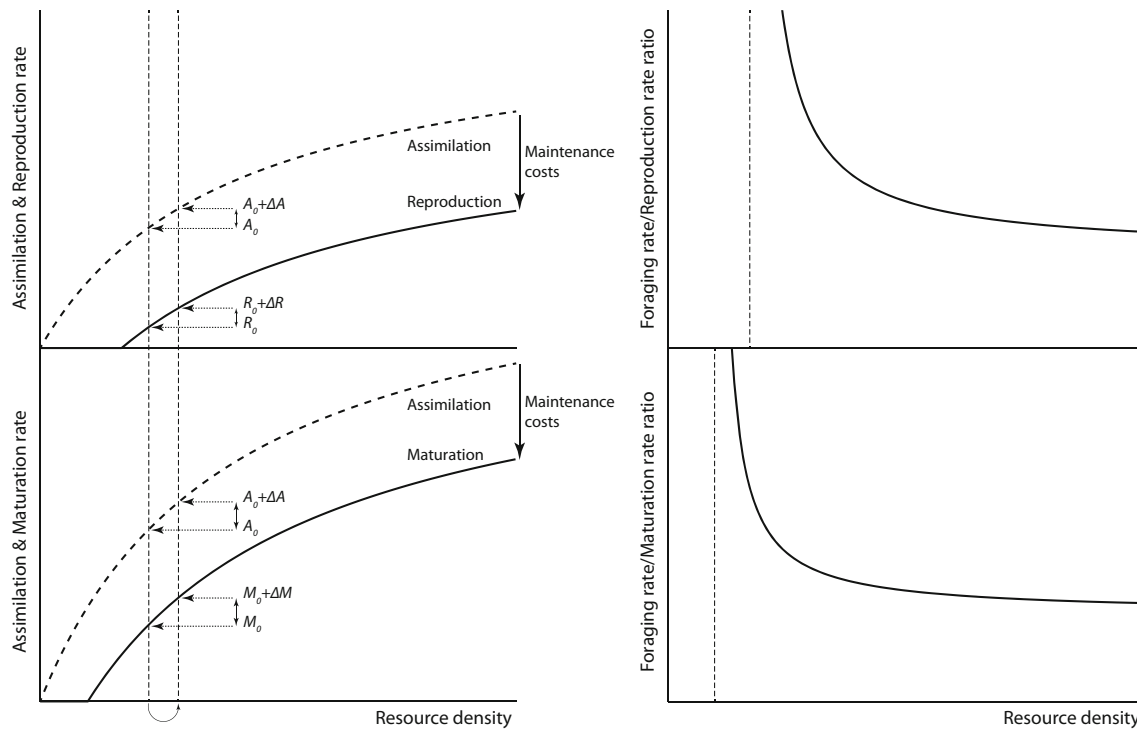 Assimilation & Reproduction rate
Assimilation
Maintenance
costs
Reproduction
A₀+ΔA
A₀
R₀+ΔR
R₀
Foraging rate/Reproduction rate ratio
Assimilation & Maturation rate
Assimilation
Maintenance
costs
Maturation
A₀+ΔA
A₀
M₀+ΔM
M₀
Resource density
Foraging rate/Maturation rate ratio
Resource density